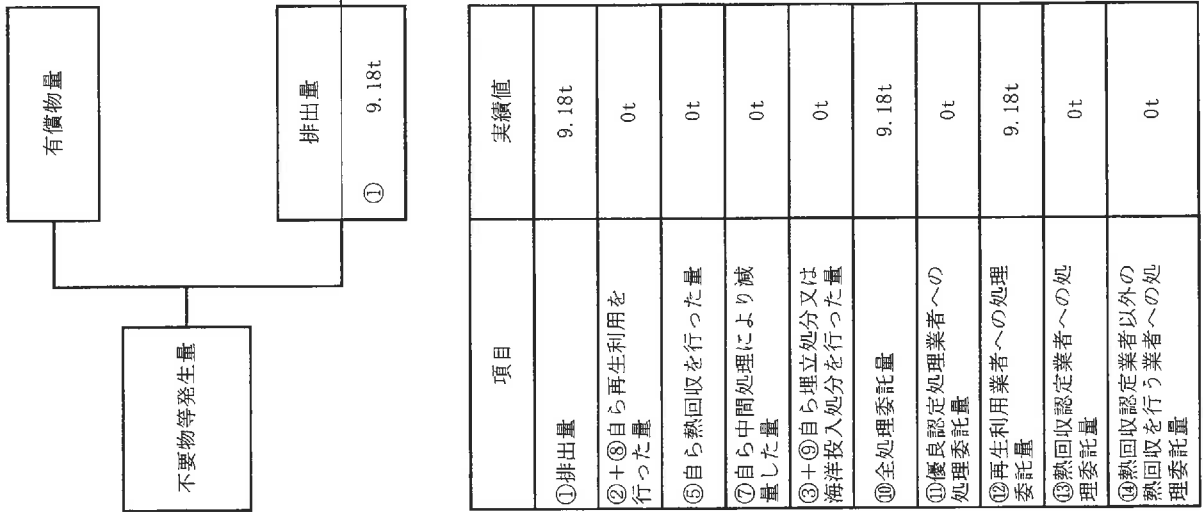 有償物量
不要物等発生量
排出量
① 9.18t
項目 実績値
①排出量 9.18t
②+⑧自ら再生利用を
行った量 0t
⑤自ら熱回収を行った量 0t
⑦自ら中間処理により減
量した量 0t
③+⑨自ら埋立処分又は
海洋投入処分を行った量 0t
⑩全処理委託量 9.18t
⑪優良認定処理業者への
処理委託量 0t
⑫再生利用業者への処理
委託量 9.18t
⑬熱回収認定業者への処
理委託量 0t
⑭熱回収認定業者以外の
熱回収を行う業者への処
理委託量 0t